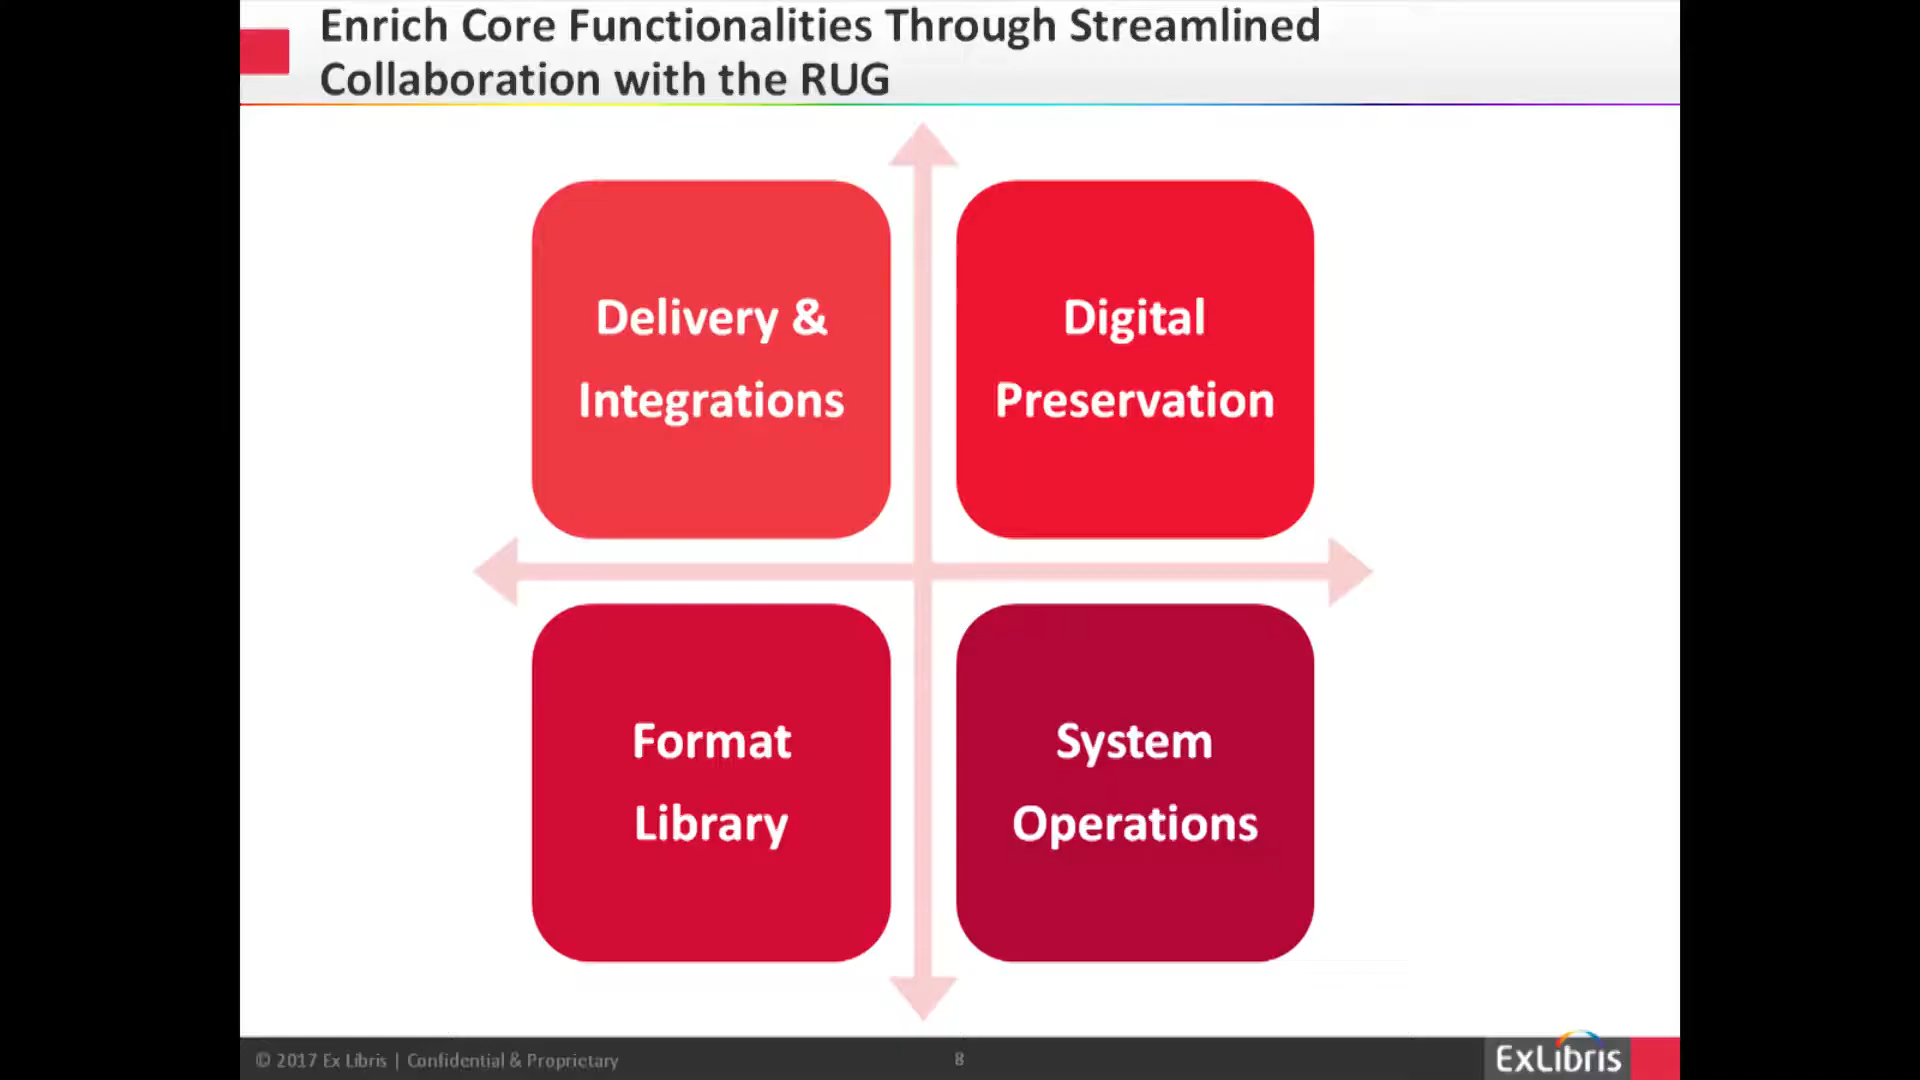 Enrich Core Functionalities Through Streamlined
Collaboration with the RUG
Delivery &
Integrations
Digital
Preservation
Format
Library
System
Operations
© 2017 Ex Libris | Confidential & Proprietary
8
ExLibris